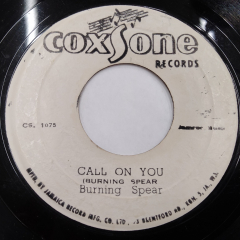 COXSONE
RECORDS
CS. 1075
CALL ON YOU
(BURNING SPEAR
Burning Spear
MFD. BY JAMAICA RECORD MFG. CO. LTD., 13 BRENTFORD RD., KGN. 5, JA. W.I.